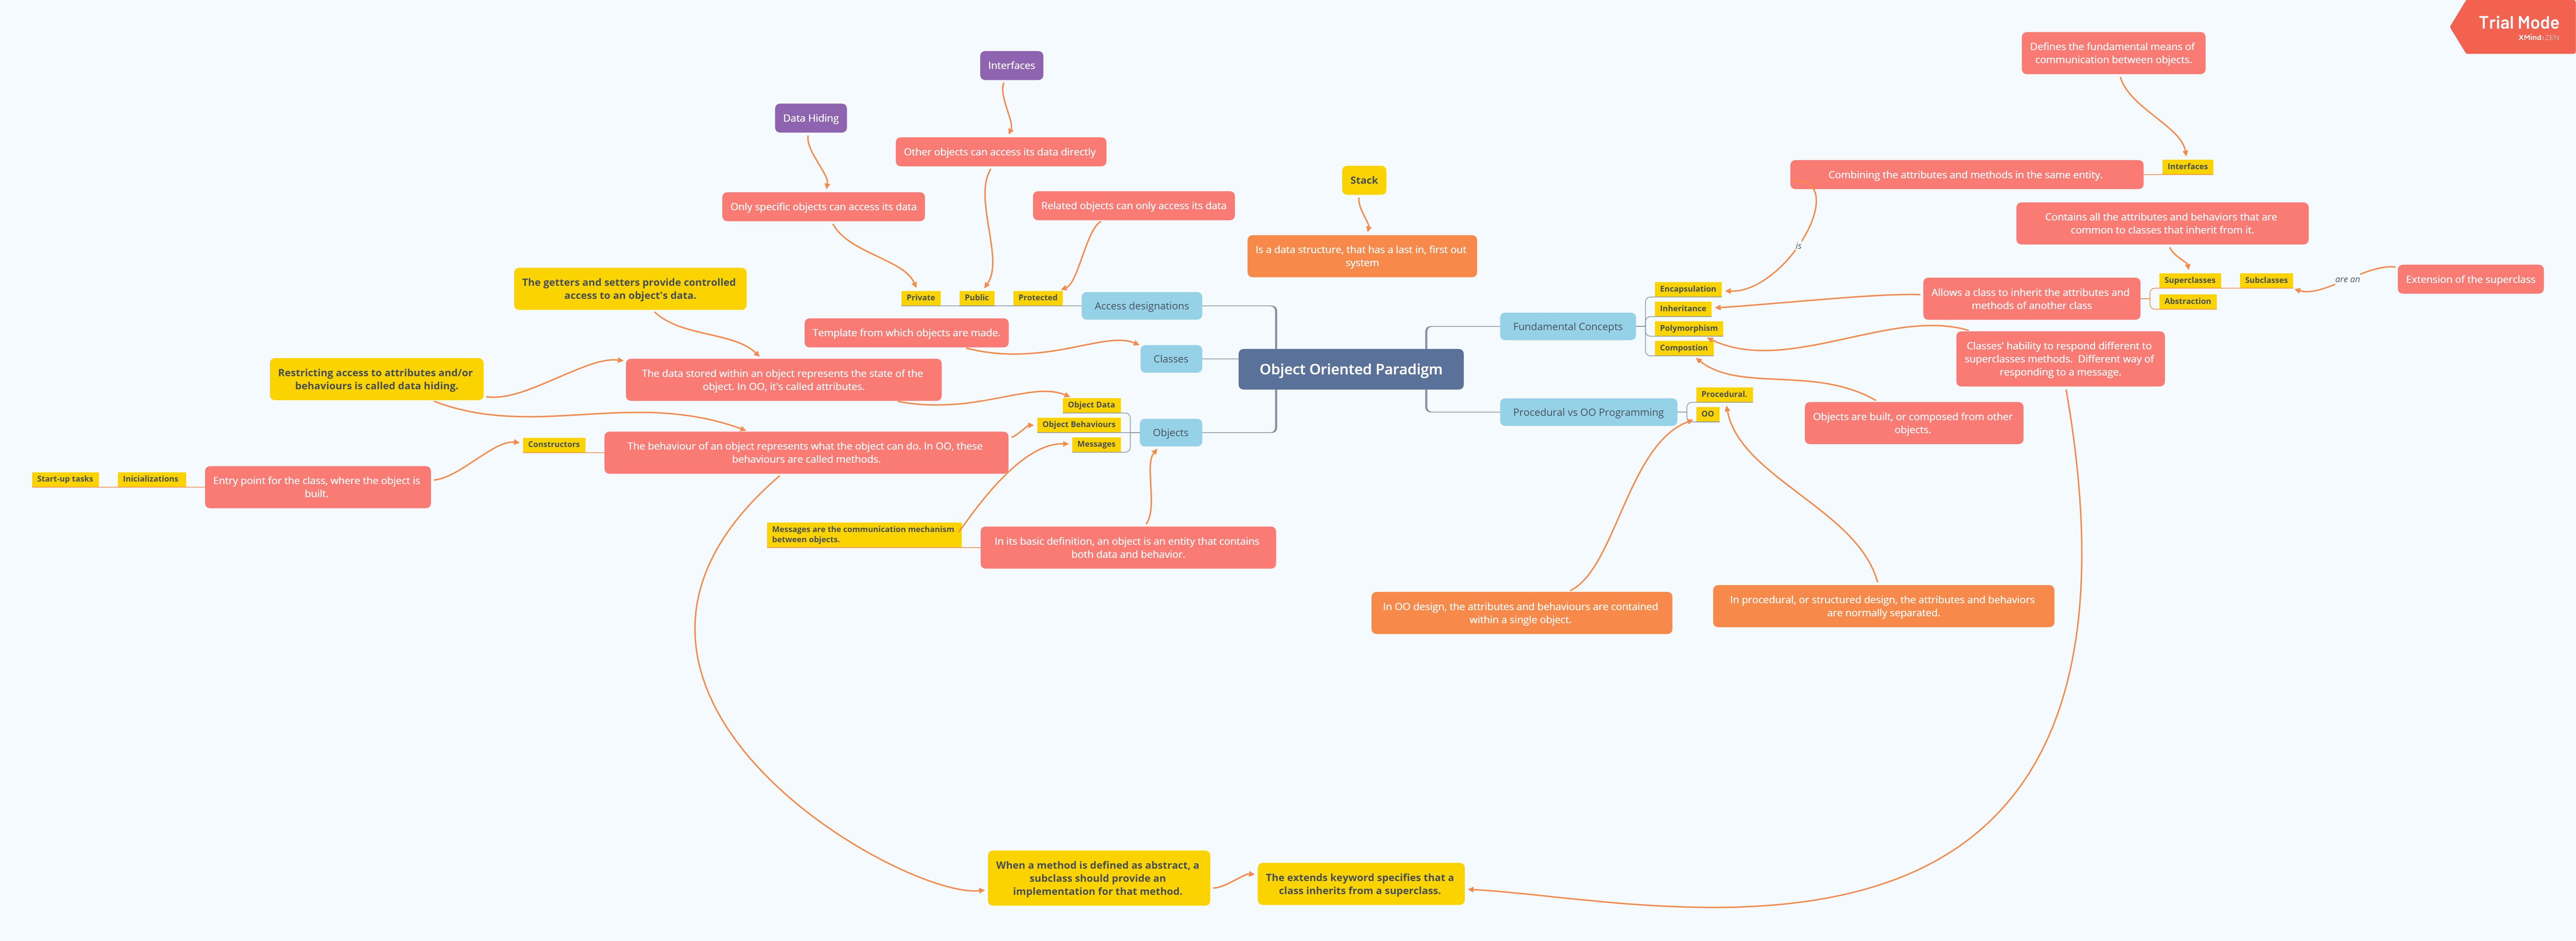 Trial Mode
XMind:ZEN
Defines the fundamental means of
communication between objects.
Interfaces
Data Hiding
Other objects can access its data directly
Interfaces
Combining the attributes and methods in the same entity.
Stack
Only specific objects can access its data
Related objects can only access its data
Contains all the attributes and behaviors that are
common to classes that inherit from it.
is
Is a data structure, that has a last in, first out
system
The getters and setters provide controlled
access to an object's data.
Private
Public
Protected
Access designations
Encapsulation
Inheritance
Polymorphism
Compostion
Fundamental Concepts
Allows a class to inherit the attributes and
methods of another class
Superclasses
Subclasses
Abstraction
are an
Extension of the superclass
Template from which objects are made.
Classes
Object Oriented Paradigm
Classes' hability to respond different to
superclasses methods.  Different way of
responding to a message.
Restricting access to attributes and/or
behaviours is called data hiding.
The data stored within an object represents the state of the
object. In OO, it's called attributes.
Object Data
Object Behaviours
Messages
Objects
Procedural vs OO Programming
Procedural.
OO
Objects are built, or composed from other
objects.
Constructors
The behaviour of an object represents what the object can do. In OO, these
behaviours are called methods.
Start-up tasks
Inicializations
Entry point for the class, where the object is
built.
Messages are the communication mechanism
between objects.
In its basic definition, an object is an entity that contains
both data and behavior.
In OO design, the attributes and behaviours are contained
within a single object.
In procedural, or structured design, the attributes and behaviors
are normally separated.
When a method is defined as abstract, a
subclass should provide an
implementation for that method.
The extends keyword specifies that a
class inherits from a superclass.